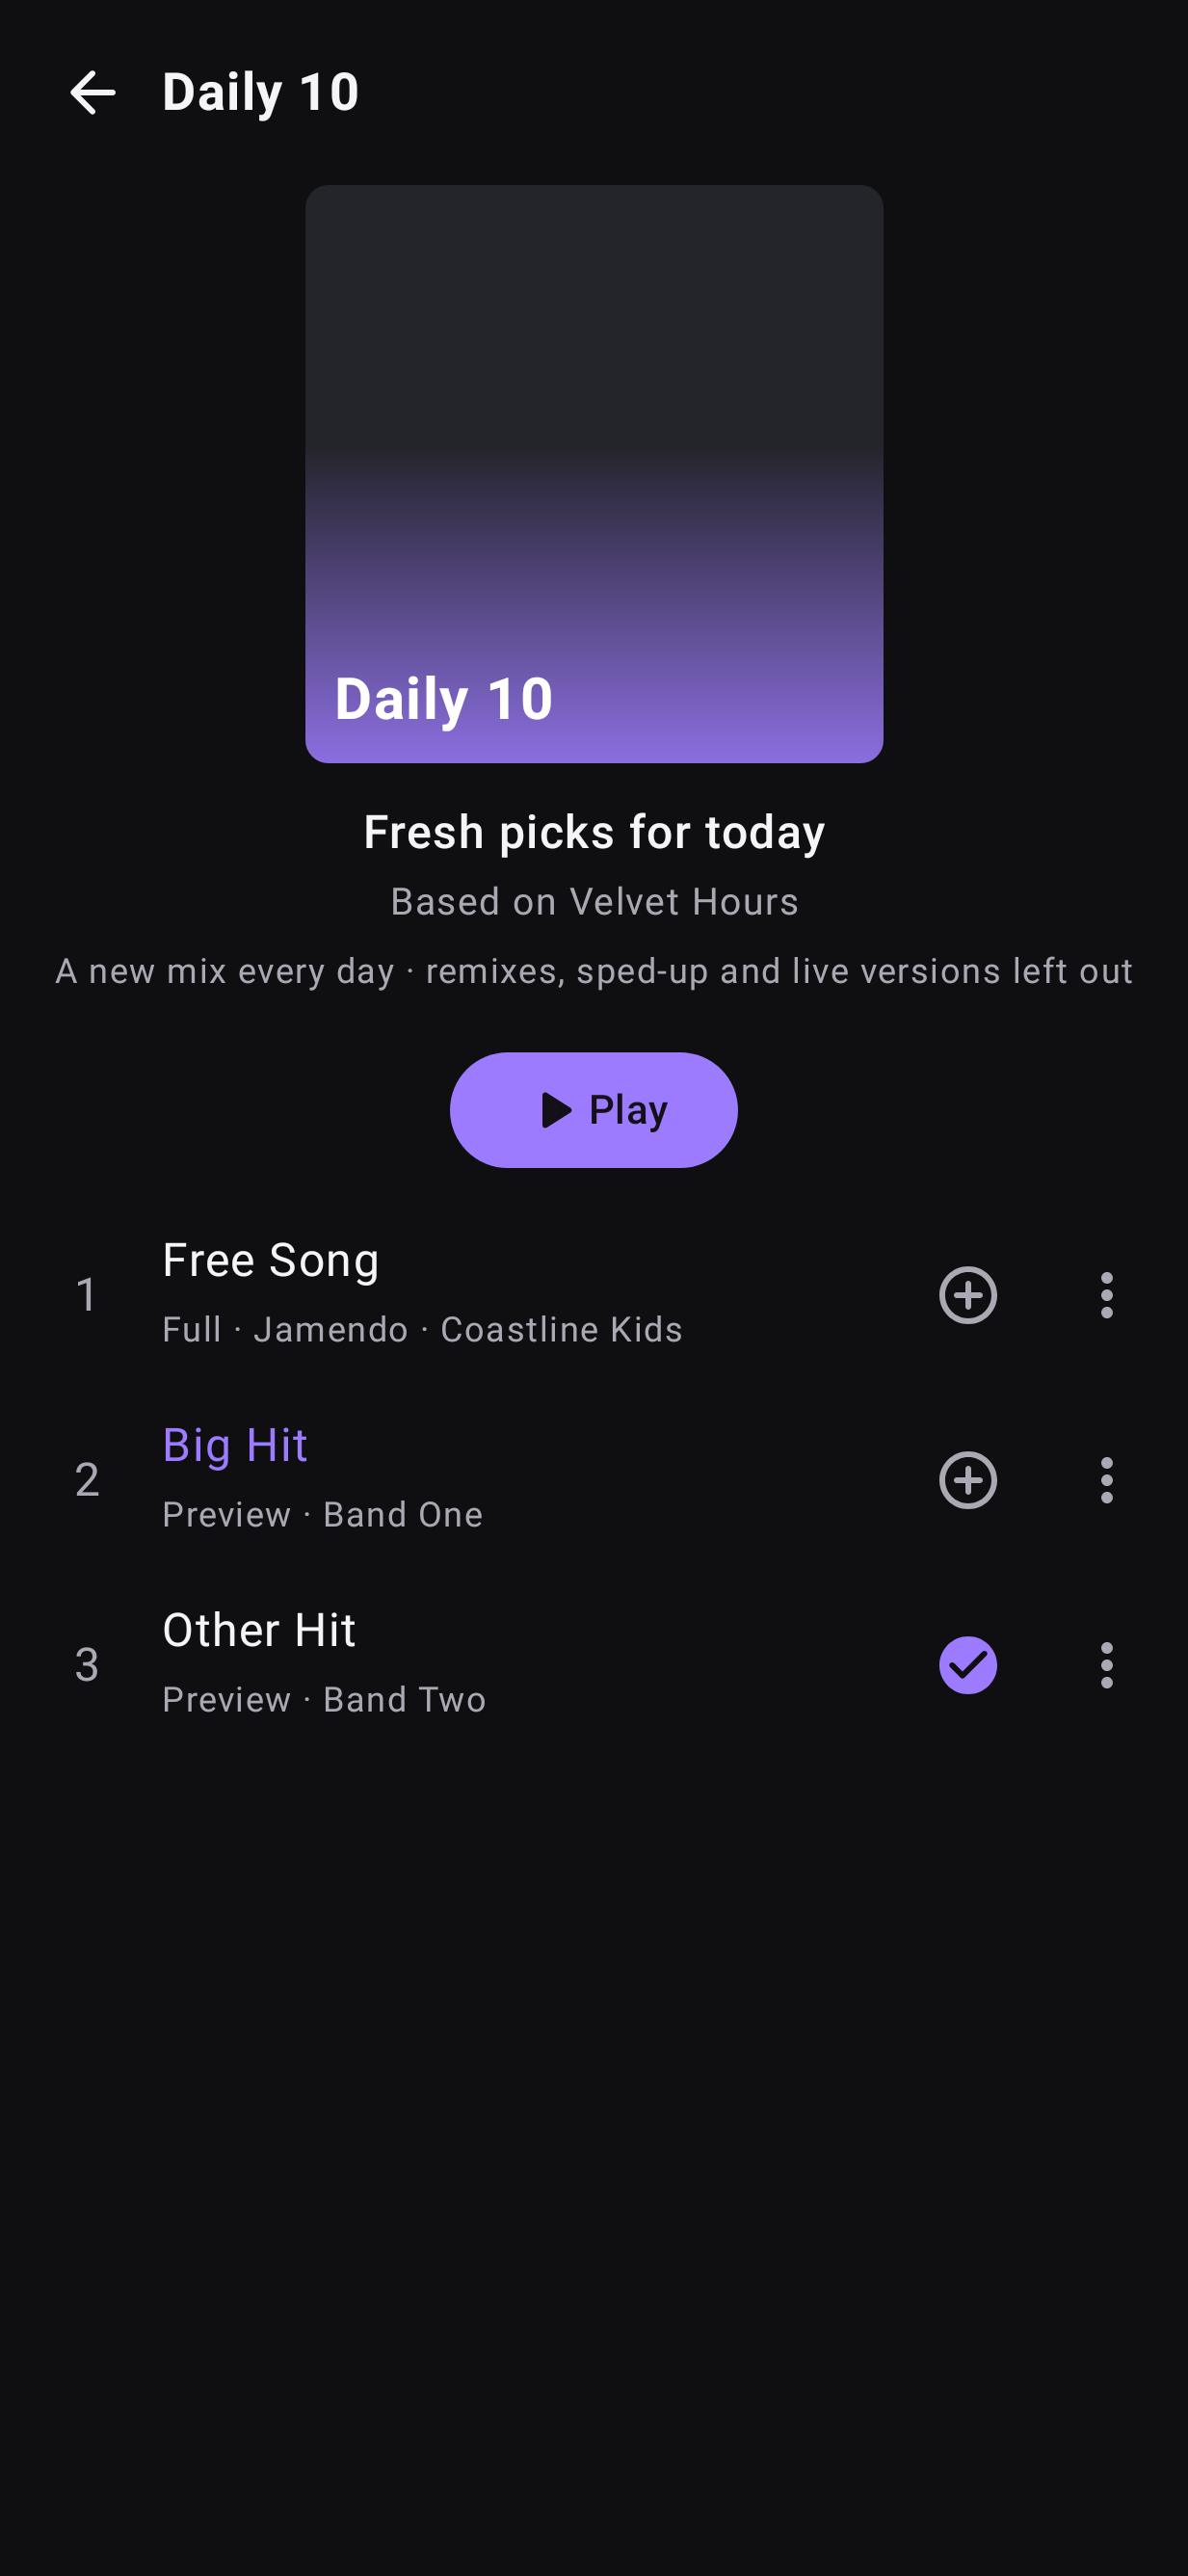 Daily 10
Daily 10
Fresh picks for today
Based on Velvet Hours
A new mix every day · remixes, sped-up and live versions left out
Play
1
Free Song
Full · Jamendo · Coastline Kids
2
Big Hit
Preview · Band One
3
Other Hit
Preview · Band Two